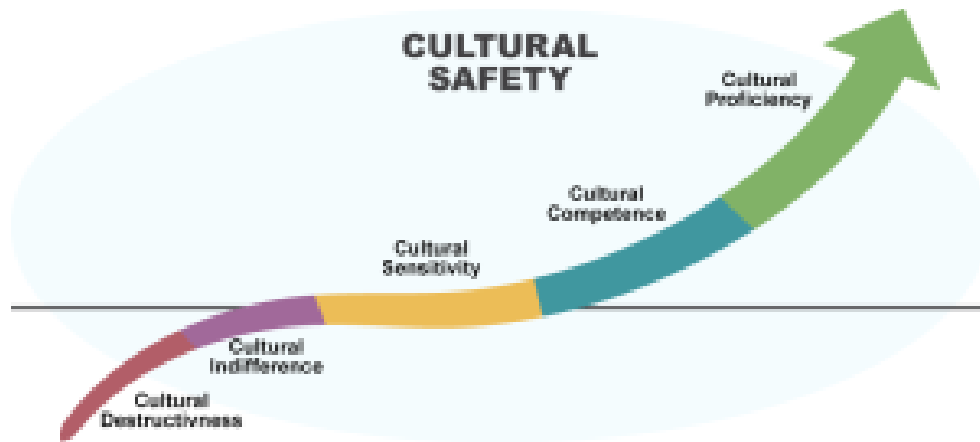 CULTURAL
SAFETY
Cultural
Proficiency
Cultural
Competence
Cultural
Sensitivity
Cultural
Indifference
Cultural
Destructivness